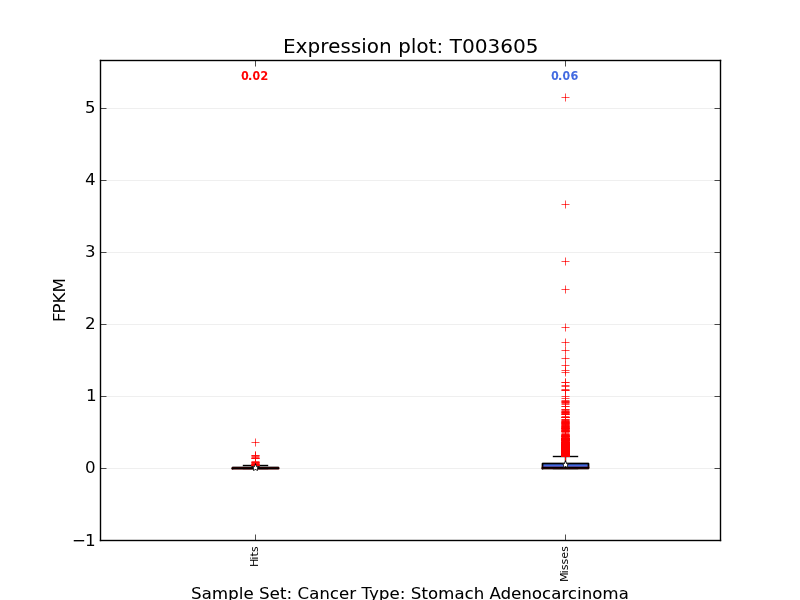 Expression plot: T003605
0.02
0.06
5
4
3
2
1
0
−1
FPKM
Hits
Misses
Sample Set: Cancer Type: Stomach Adenocarcinoma